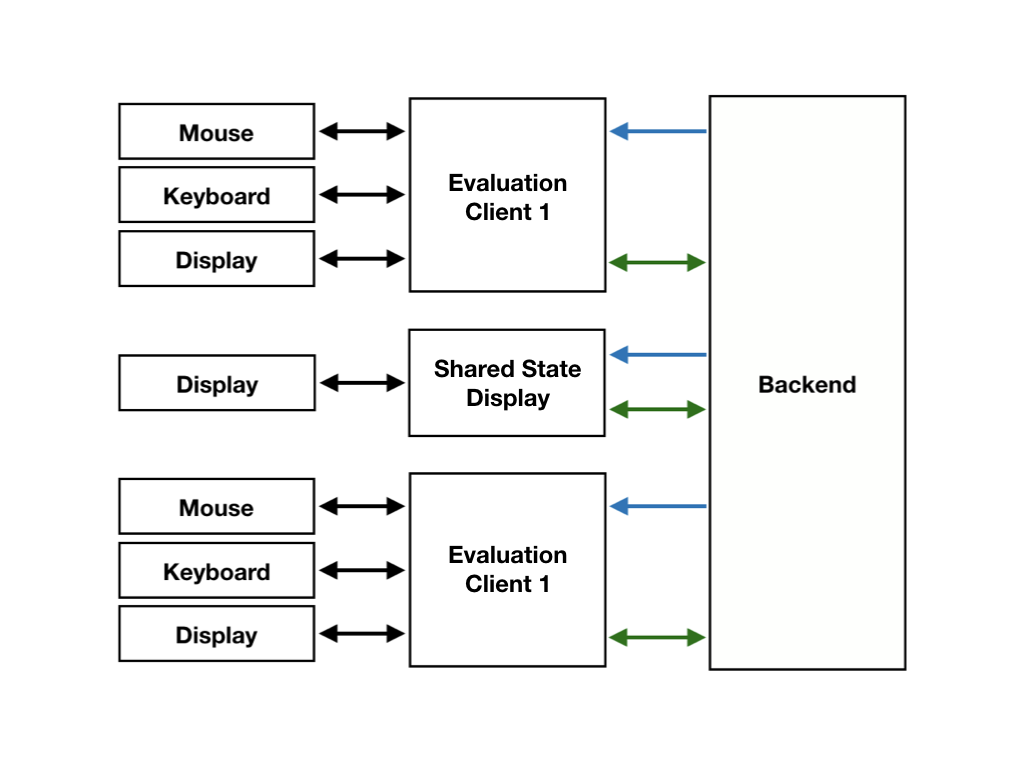 Mouse
Keyboard
Display
Evaluation
Client 1
Display
Shared State
Display
Backend
Mouse
Keyboard
Display
Evaluation
Client 1